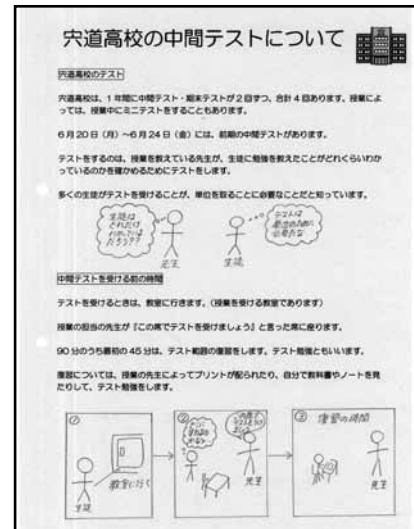 宍道高校の中間テストについて
宍道高校のテスト
宍道高校は、1年間に中間テスト・期末テストが2回ずつ、合計4回あります。授業によ
っては、授業中にミニテストをすることもあります。
6月20日（月）～6月24日（金）には、前期の中間テストがあります。
テストをするのは、授業を教えている先生が、生徒に勉強を教えたことがどれくらいわか
っているのかを確かめるためにテストをします。
多くの生徒がテストを受けることが、単位を取ることに必要なことだと知っています。
生徒は
どれだけ
だろう??
テストは
必要だな
先生
生徒
中間テストを受ける前の時間
テストを受けるときは、教室に行きます。（授業を受ける教室であります）
授業の担当の先生が『この席でテストを受けましょう』と言った席に座ります。
90分のうち最初の45分は、テスト範囲の復習をします。テスト勉強ともいいます。
復習については、授業の先生によってプリントが配られたり、自分で教科書やノートを見
たりして、テスト勉強をします。
①
教室に行く
生徒
②
先生
③
復習の時間
先生